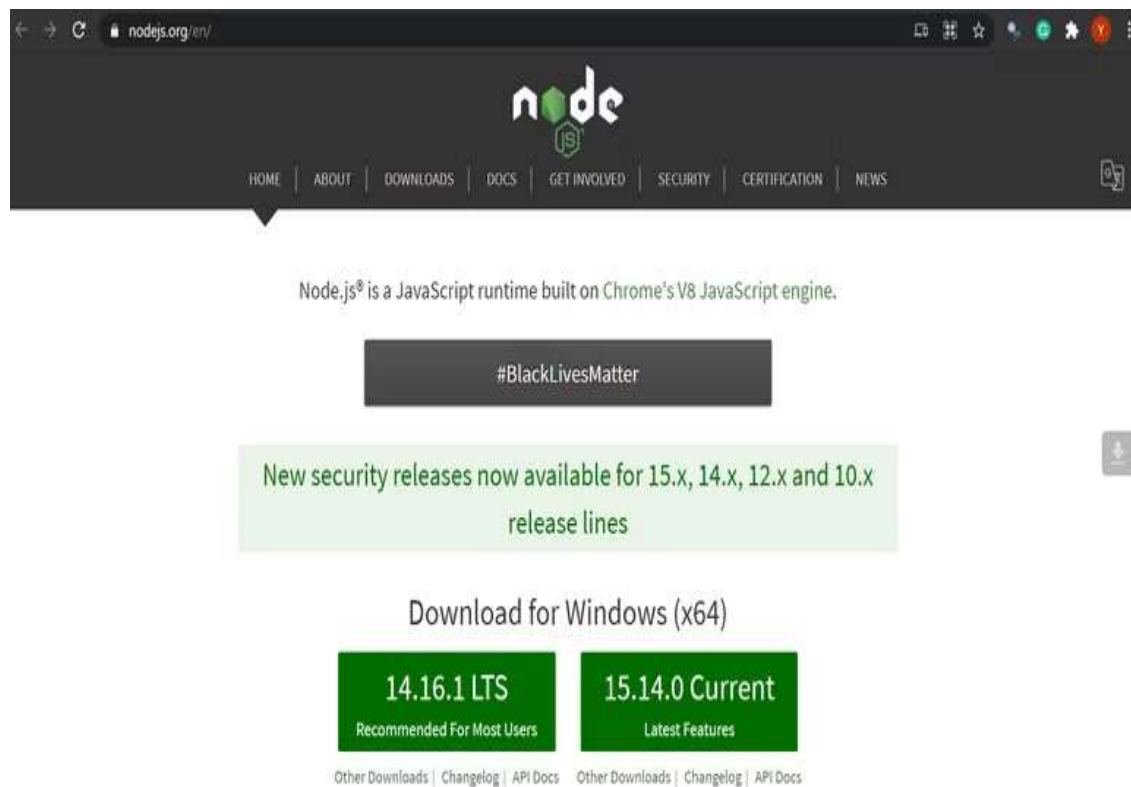 nodejs.org/en/
node
JS
HOME | ABOUT | DOWNLOADS | DOCS | GET INVOLVED | SECURITY | CERTIFICATION | NEWS
Node.js® is a JavaScript runtime built on Chrome's V8 JavaScript engine.
#BlackLivesMatter
New security releases now available for 15.x, 14.x, 12.x and 10.x
release lines
Download for Windows (x64)
14.16.1 LTS
Recommended For Most Users
15.14.0 Current
Latest Features
Other Downloads | Changelog | API Docs
Other Downloads | Changelog | API Docs